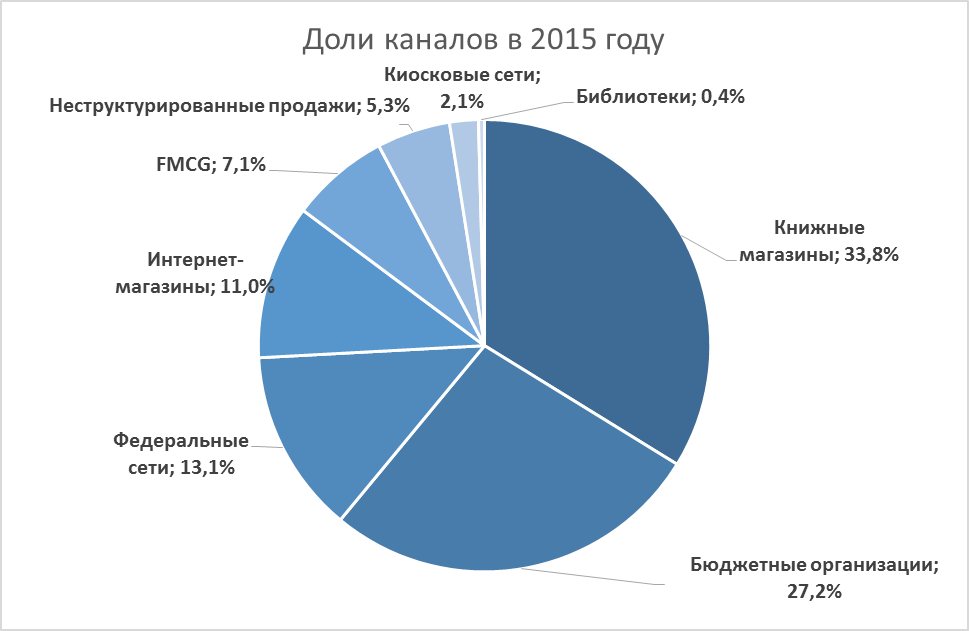 Доли каналов в 2015 году
Киосковые сети;
2,1%
Библиотеки; 0,4%
Неструктурированные продажи; 5,3%
FMCG; 7,1%
Книжные
магазины; 33,8%
Интернет-
магазины; 11,0%
Федеральные
сети; 13,1%
Бюджетные организации;
27,2%